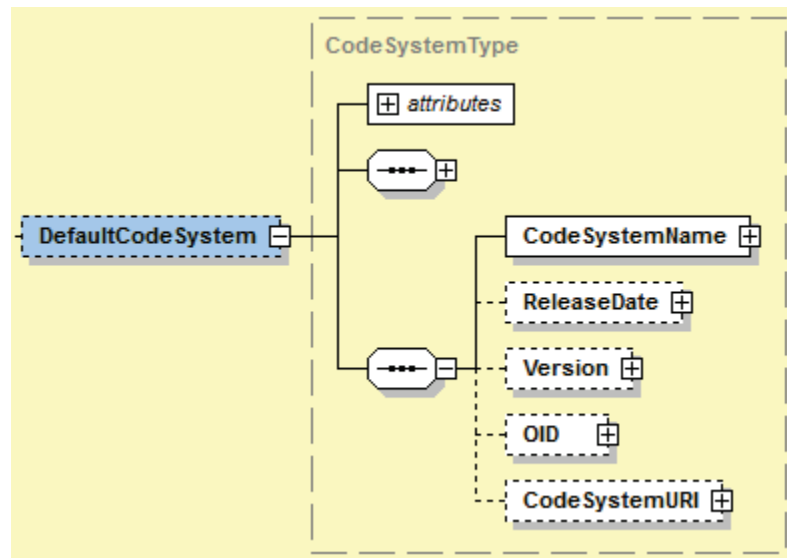 CodeSystemType
attributes
DefaultCodeSystem
CodeSystemName
ReleaseDate
Version
OID
CodeSystemURI